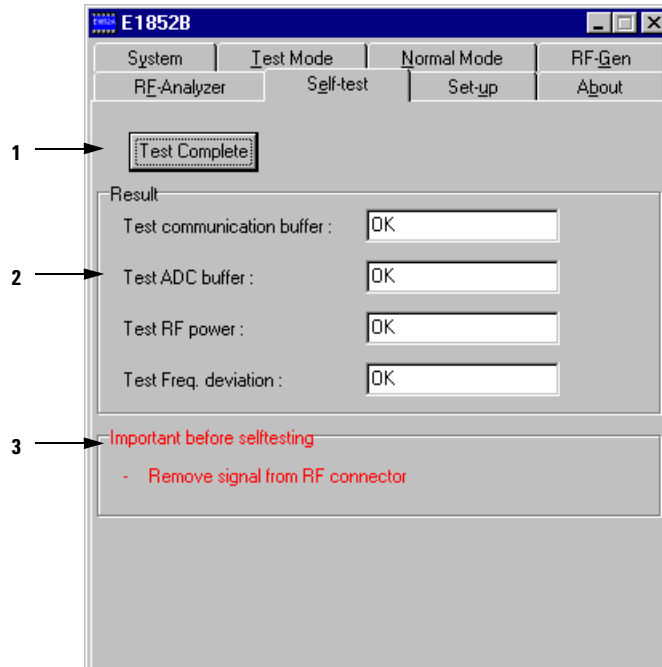 E1852B
System Test Mode Normal Mode RF-Gen
RF-Analyzer Self-test Set-up About
1 Test Complete
Result
Test communication buffer : OK
2 Test ADC buffer : OK
Test RF power : OK
Test Freq. deviation : OK
3 Important before selftesting
- Remove signal from RF connector